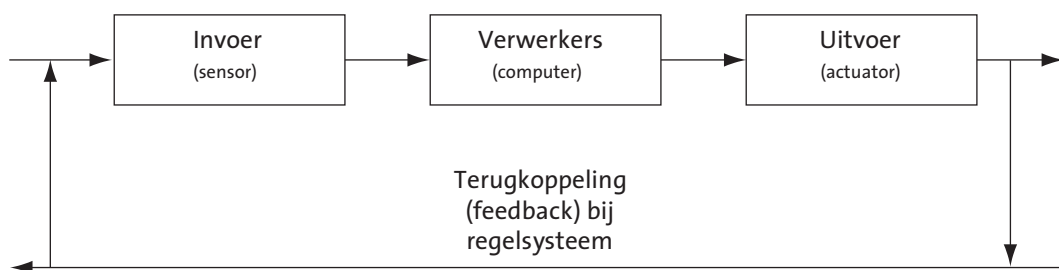 Invoer
(sensor)
Verwerkers
(computer)
Uitvoer
(actuator)
Terugkoppeling
(feedback) bij
regelsysteem